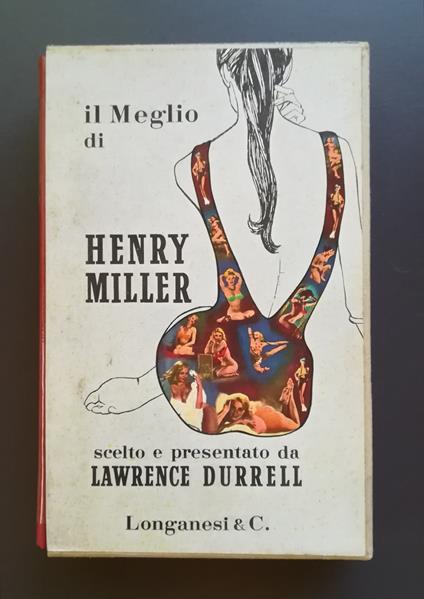 il Meglio
di
HENRY
MILLER
scelto e presentato da
LAWRENCE DURRELL
Longanesi & C.